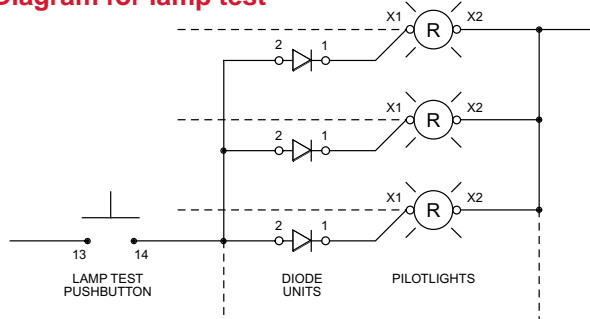 Diagram for lamp test
X1 R X2
2 1
X1 R X2
2 1
X1 R X2
2 1
13 14
LAMP TEST
PUSHBUTTON
DIODE
UNITS
PILOTLIGHTS